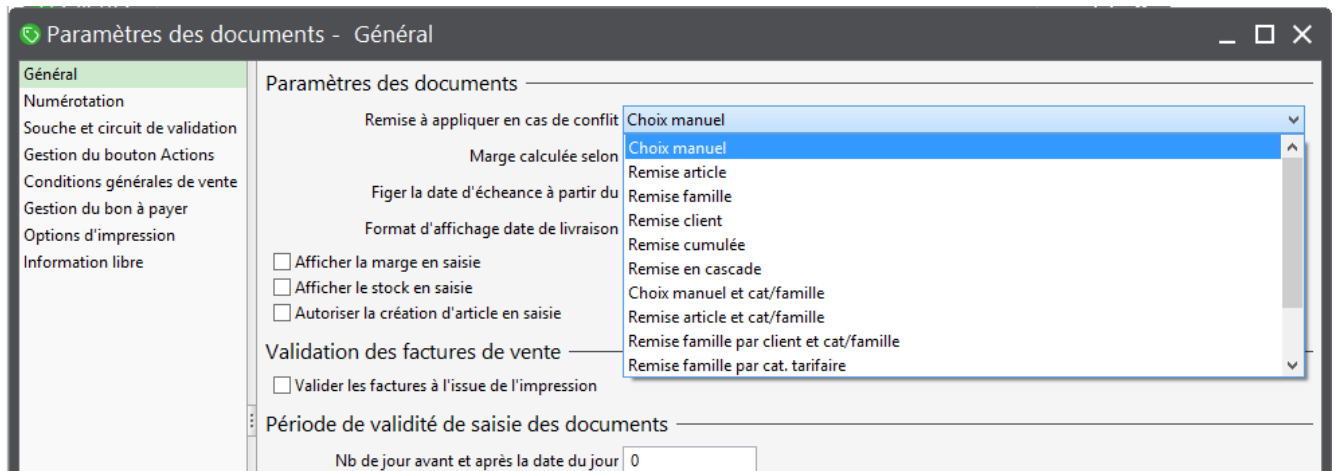 Paramètres des documents - Général
Général
Numérotation
Souche et circuit de validation
Gestion du bouton Actions
Conditions générales de vente
Gestion du bon à payer
Options d'impression
Information libre
Paramètres des documents
Remise à appliquer en cas de conflit Choix manuel
Marge calculée selon
Figer la date d'écheance à partir du
Format d'affichage date de livraison
Choix manuel
Remise article
Remise famille
Remise client
Remise cumulée
Remise en cascade
Choix manuel et cat/famille
Remise article et cat/famille
Remise famille par client et cat/famille
Remise famille par cat. tarifaire
Afficher la marge en saisie
Afficher le stock en saisie
Autoriser la création d'article en saisie
Validation des factures de vente
Valider les factures à l'issue de l'impression
Période de validité de saisie des documents
Nb de jour avant et après la date du jour 0